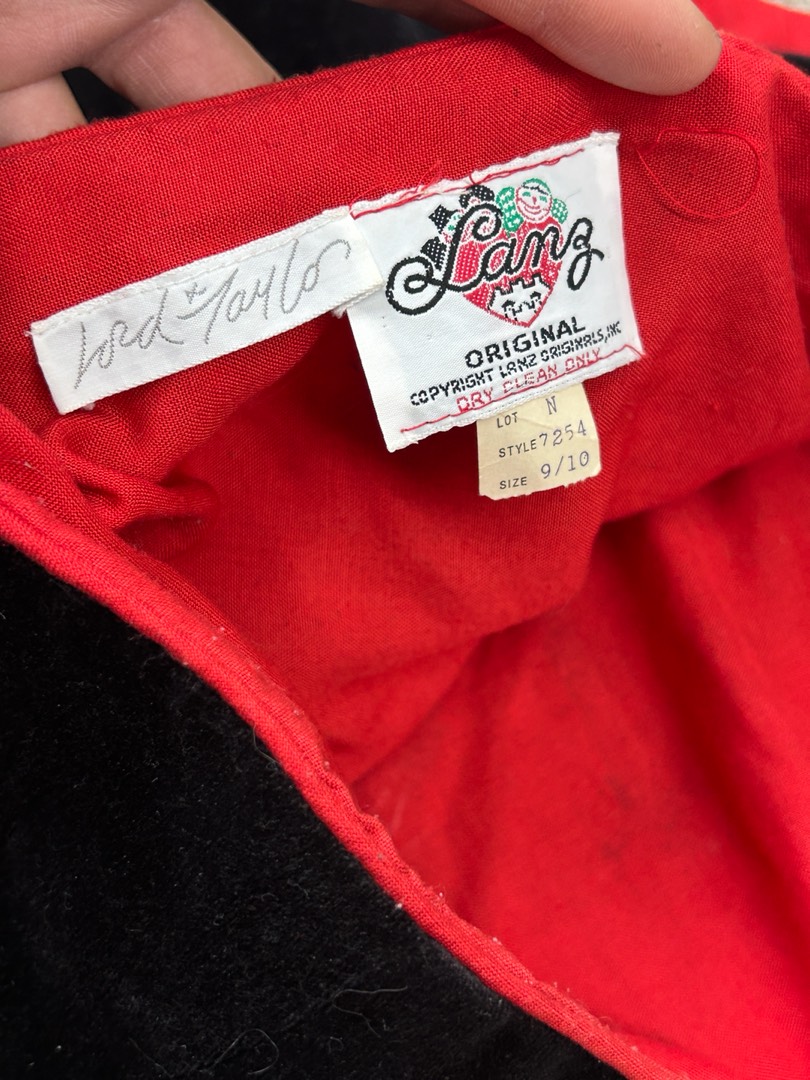 Lord & Taylor
Lanz
ORIGINAL
COPYRIGHT LANZ ORIGINALS, INC
DRY CLEAN ONLY
LOT N
STYLE 7254
SIZE 9/10